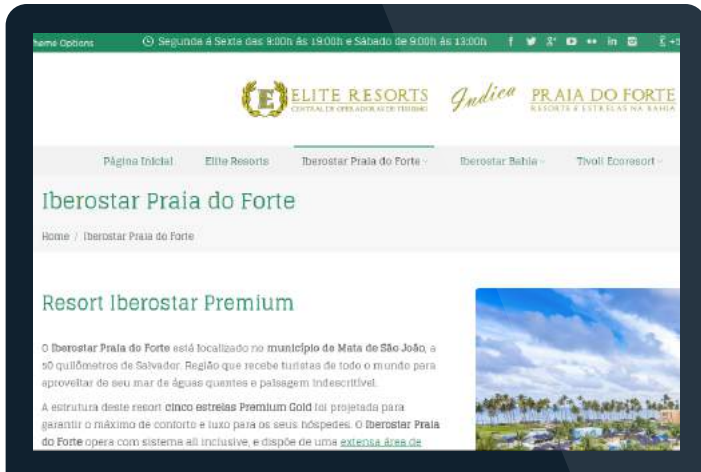 heme Options
Segunda á Sexta das 9:00h ás 19:00h e Sábado de 9:00h ás 13:00h
ELITE RESORTS Indica PRAIA DO FORTE
CENTRAL DE OPERADORAS DE TURISMO RESORTS E ESTRELAS NA BAHIA
Página Inicial Elite Resorts Iberostar Praia do Forte Iberostar Bahia Tivoli Ecoresort
Iberostar Praia do Forte
Home / Iberostar Praia do Forte
Resort Iberostar Premium
O Iberostar Praia do Forte está localizado no município de Mata de São João, a
50 quilômetros de Salvador. Região que recebe turistas de todo o mundo para
aproveitar de seu mar de águas quentes e paisagem indescritível.
A estrutura deste resort cinco estrelas Premium Gold foi projetada para
garantir o máximo de conforto e luxo para os seus hóspedes. O Iberostar Praia
do Forte opera com sistema all inclusive, e dispõe de uma extensa área de